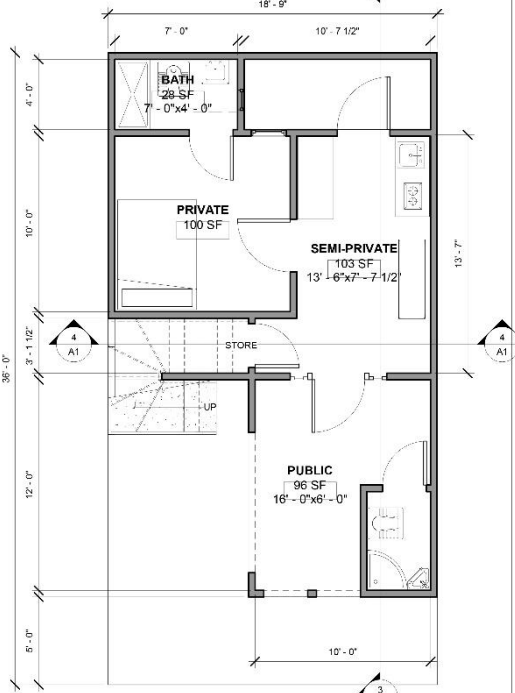 18' - 9"
7' - 0"
10' - 7 1/2"
4' - 0"
BATH
28 SF
7' - 0"x4' - 0"
10' - 0"
PRIVATE
100 SF
SEMI-PRIVATE
103 SF
13' - 6"x7' - 7 1/2"
13' - 7"
36' - 0"
3' - 1 1/2"
4
A1
STORE
4
A1
UP
12' - 0"
PUBLIC
96 SF
16' - 0"x6' - 0"
5' - 0"
10' - 0"
3